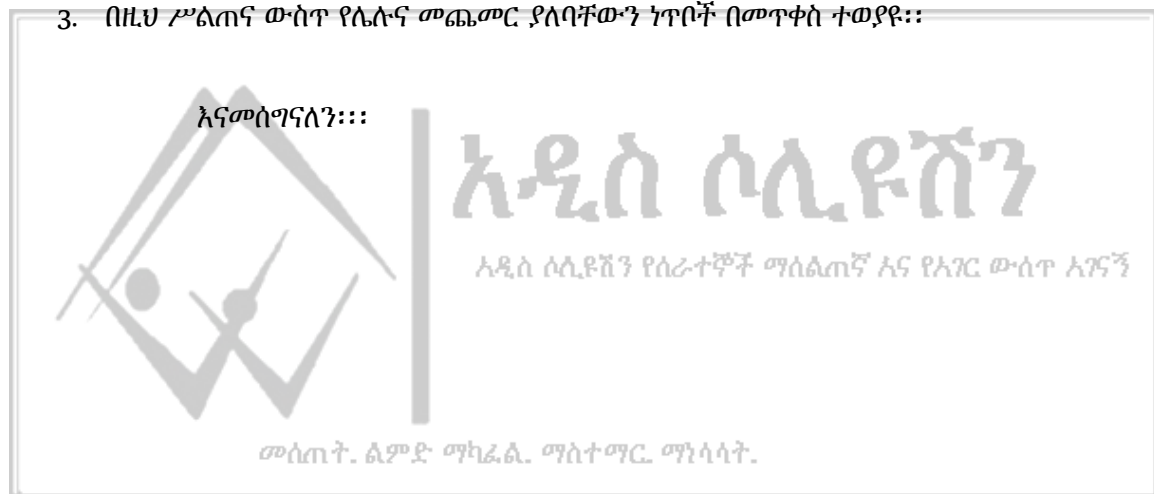 3. በዚህ ሥልጠና ውስጥ የሌሉና መጨመር ያለባቸውን ነጥቦች በመጥቀስ ተወያዩ፡፡
እናመሰግናለን፡፡፡
አዲስ ሶሊዩሽን
አዲስ ሶሊዩሽን የሰራተኞች ማሰልጠኛ እና የአገር ውሰጥ አገናኝ
መሰጠት. ልምድ ማካፈል. ማስተማር. ማነሳሳት.